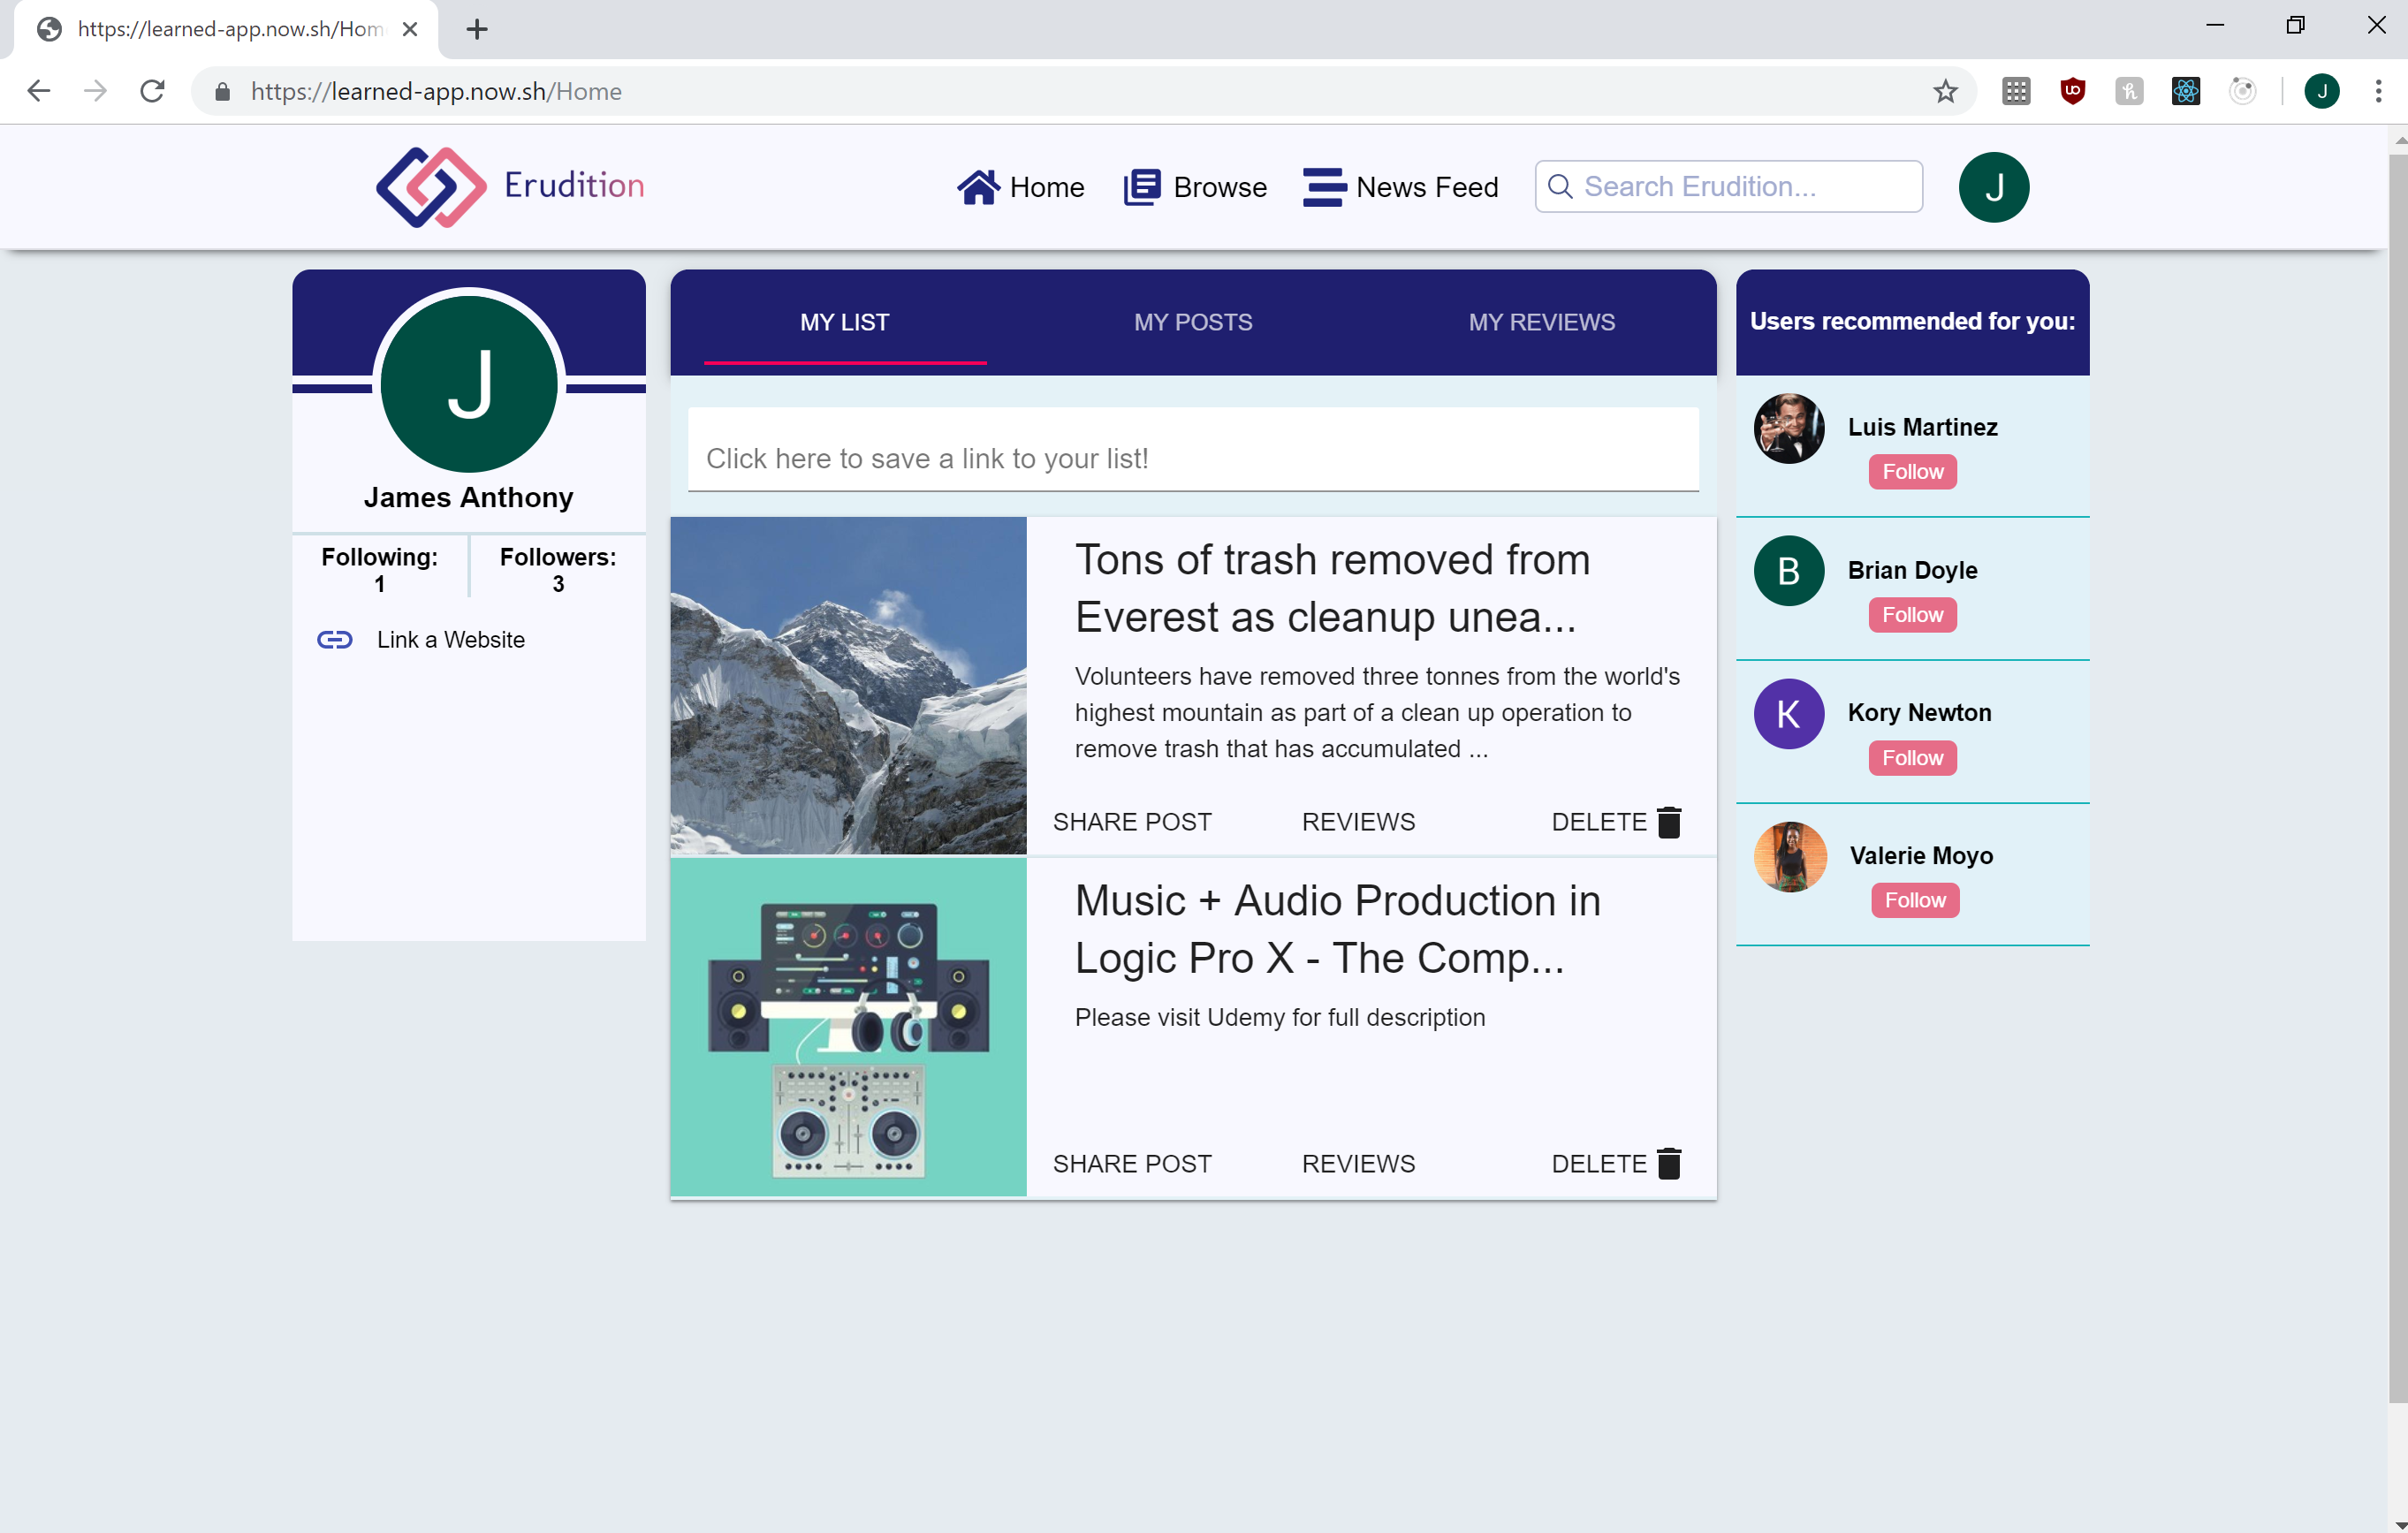 https://learned-app.now.sh/Hom
https://learned-app.now.sh/Home
J
Erudition
Home
Browse
News Feed
Search Erudition...
J
J
James Anthony
Following:
1
Followers:
3
Link a Website
MY LIST
MY POSTS
MY REVIEWS
Click here to save a link to your list!
Tons of trash removed from
Everest as cleanup unea...
Volunteers have removed three tonnes from the world's
highest mountain as part of a clean up operation to
remove trash that has accumulated ...
SHARE POST
REVIEWS
DELETE
Music + Audio Production in
Logic Pro X - The Comp...
Please visit Udemy for full description
SHARE POST
REVIEWS
DELETE
Users recommended for you:
Luis Martinez
Follow
B
Brian Doyle
Follow
K
Kory Newton
Follow
Valerie Moyo
Follow